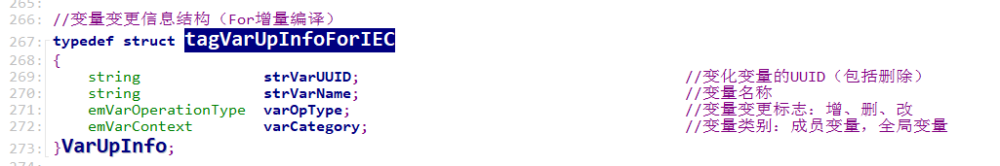 265:
266: //变量变更信息结构（For增量编译）
267: typedef struct tagVarUpInfoForIEC
268: {
269: string strVarUUID; //变化变量的UUID（包括删除）
270: string strVarName; //变量名称
271: emVarOperationType varOpType; //变量变更标志：增、删、改
272: emVarContext varCategory; //变量类别：成员变量，全局变量
273: }VarUpInfo;
274: